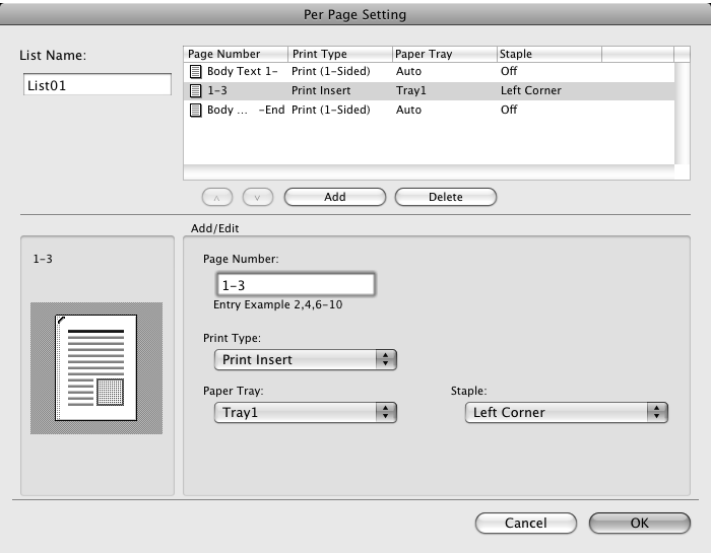 Per Page Setting
List Name:
List01
Page Number Print Type Paper Tray Staple
Body Text 1- Print (1-Sided) Auto Off
1-3 Print Insert Tray1 Left Corner
Body ... -End Print (1-Sided) Auto Off
Add Delete
Add/Edit
1-3
Page Number:
1-3
Entry Example 2,4,6-10
Print Type:
Print Insert
Paper Tray: Staple:
Tray1 Left Corner
Cancel OK